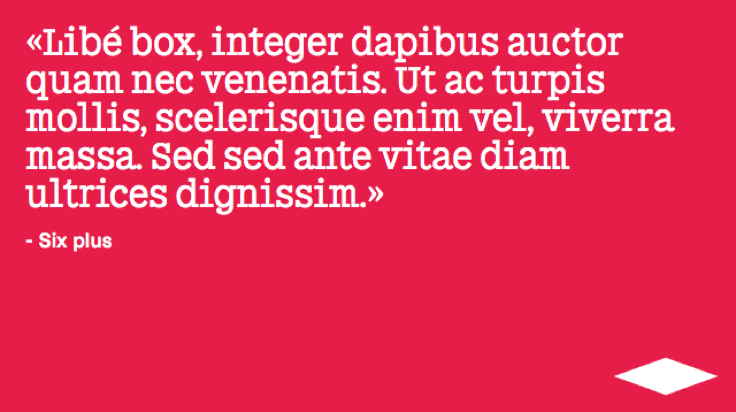 «Libé box, integer dapibus auctor
quam nec venenatis. Ut ac turpis
mollis, scelerisque enim vel, viverra
massa. Sed sed ante vitae diam
ultrices dignissim.»
- Six plus